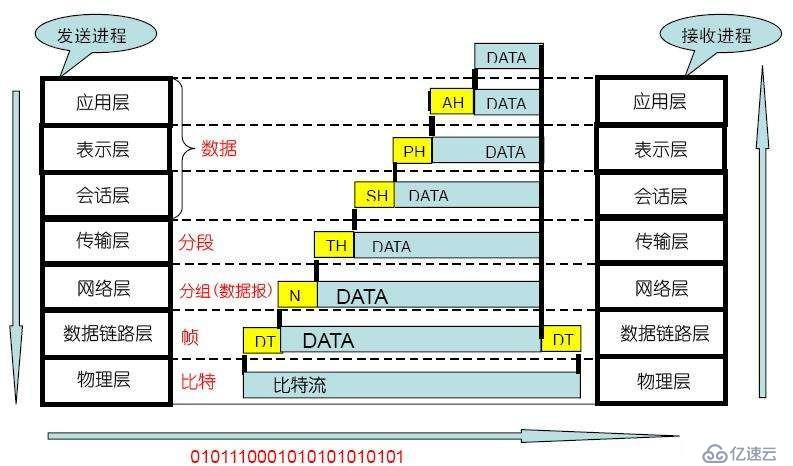 发送进程
接收进程
DATA
应用层
AH
DATA
应用层
表示层
数据
PH
DATA
表示层
会话层
SH
DATA
会话层
传输层
分段
TH
DATA
传输层
网络层
分组(数据报)
N
DATA
网络层
数据链路层
帧
DT
DATA
DT
数据链路层
物理层
比特
比特流
物理层
0101110001010101010101
亿速云